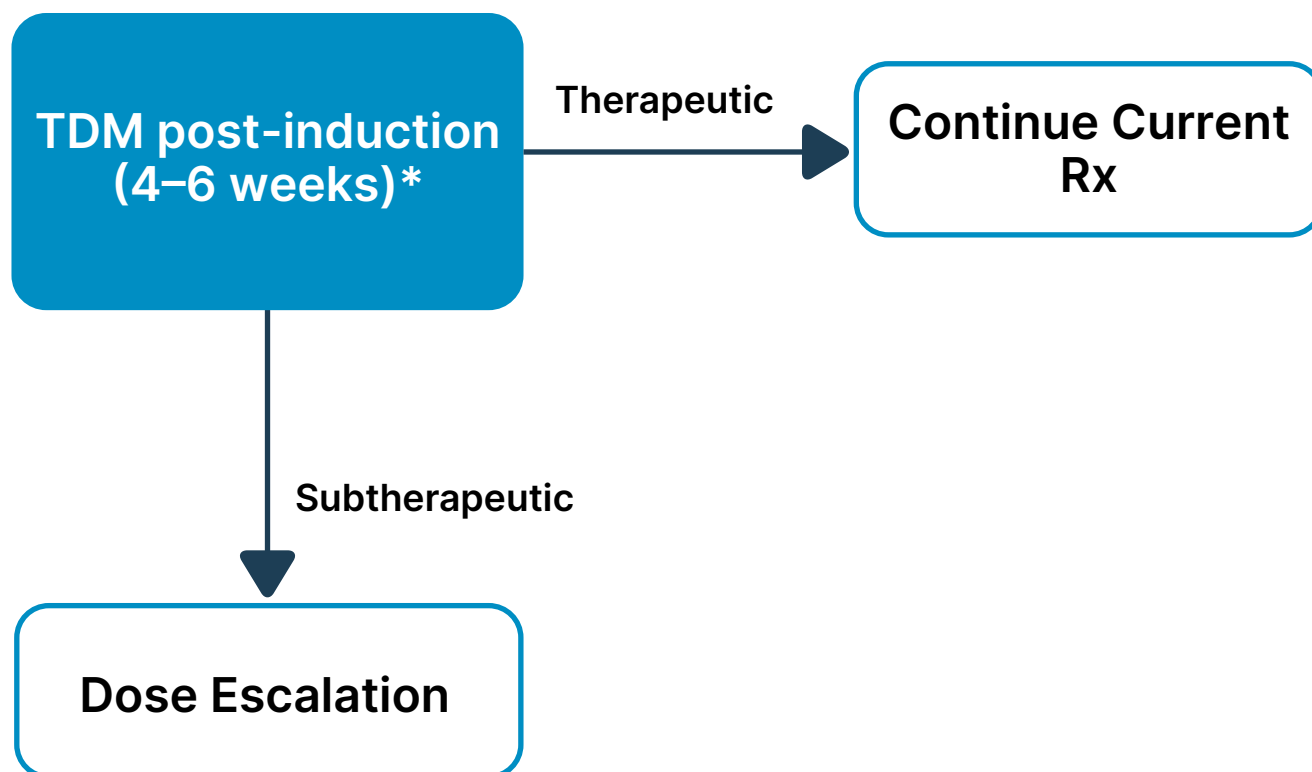 TDM post-induction
(4–6 weeks)*
Therapeutic
Continue Current
Rx
Subtherapeutic
Dose Escalation